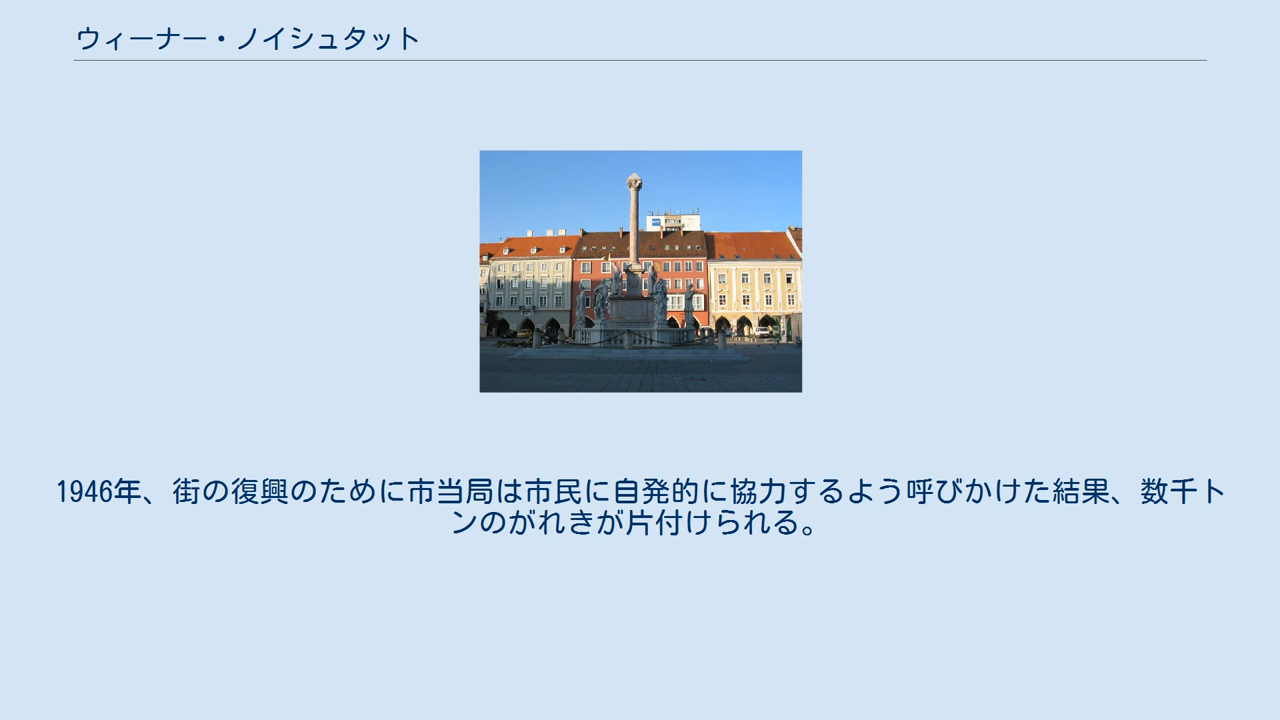 ウィーナー・ノイシュタット
1946年、街の復興のために市当局は市民に自発的に協力するよう呼びかけた結果、数千ト
ンのがれきが片付けられる。